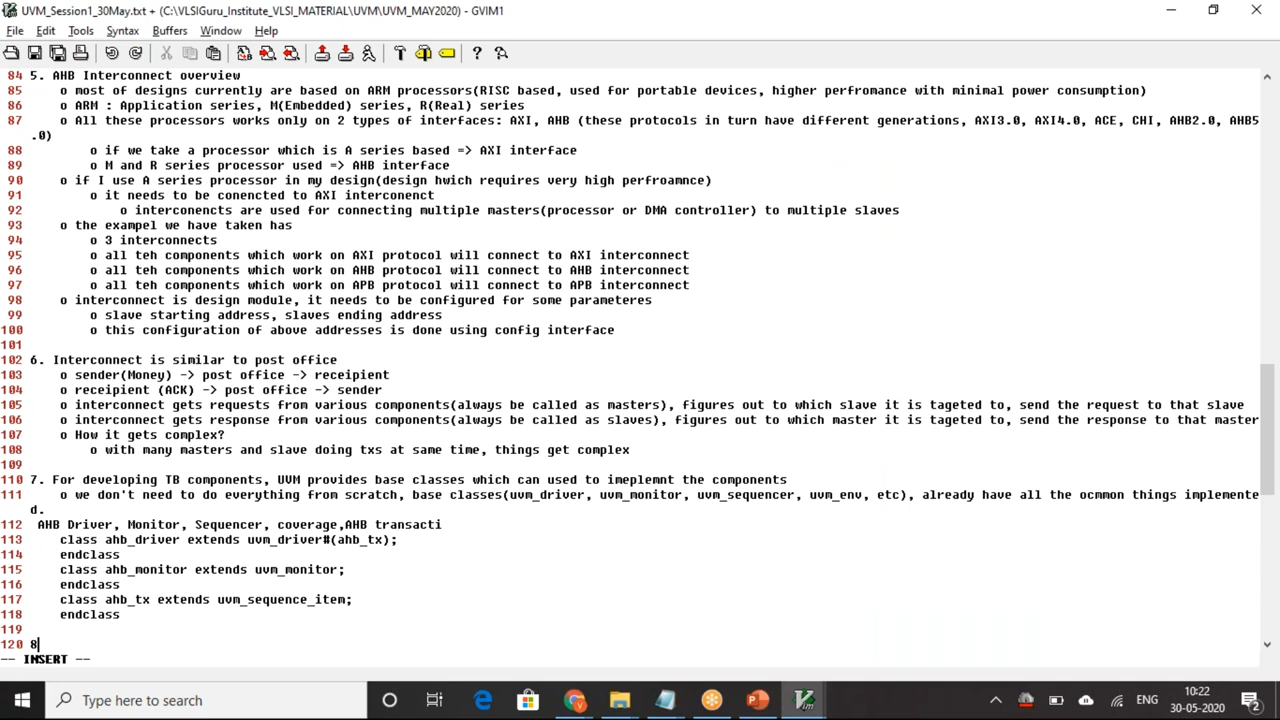 UVM_Session1_30May.txt + (C:\VLSIGuru_Institute_VLSI_MATERIAL\UVM\UVM_MAY2020) - GVIM1
File Edit Tools Syntax Buffers Window Help
84 5. AHB Interconnect overview
85 o most of designs currently are based on ARM processors(RISC based, used for portable devices, higher perfromance with minimal power consumption)
86 o ARM : Application series, M(Embedded) series, R(Real) series
87 o All these processors works only on 2 types of interfaces: AXI, AHB (these protocols in turn have different generations, AXI3.0, AXI4.0, ACE, CHI, AHB2.0, AHB5
.0)
88 o if we take a processor which is A series based => AXI interface
89 o M and R series processor used => AHB interface
90 o if I use A series processor in my design(design hwich requires very high perfroamnce)
91 o it needs to be conencted to AXI interconenct
92 o interconencts are used for connecting multiple masters(processor or DMA controller) to multiple slaves
93 o the exampel we have taken has
94 o 3 interconnects
95 o all teh components which work on AXI protocol will connect to AXI interconnect
96 o all teh components which work on AHB protocol will connect to AHB interconnect
97 o all teh components which work on APB protocol will connect to APB interconnect
98 o interconnect is design module, it needs to be configured for some parameteres
99 o slave starting address, slaves ending address
100 o this configuration of above addresses is done using config interface
101
102 6. Interconnect is similar to post office
103 o sender(Money) -> post office -> receipient
104 o receipient (ACK) -> post office -> sender
105 o interconnect gets requests from various components(always be called as masters), figures out to which slave it is tageted to, send the request to that slave
106 o interconnect gets response from various components(always be called as slaves), figures out to which master it is tageted to, send the response to that master
107 o How it gets complex?
108 o with many masters and slave doing txs at same time, things get complex
109
110 7. For developing TB components, UVM provides base classes which can used to imeplemnt the components
111 o we don't need to do everything from scratch, base classes(uvm_driver, uvm_monitor, uvm_sequencer, uvm_env, etc), already have all the ocmmon things implemente
d.
112 AHB Driver, Monitor, Sequencer, coverage,AHB transacti
113 class ahb_driver extends uvm_driver#(ahb_tx);
114 endclass
115 class ahb_monitor extends uvm_monitor;
116 endclass
117 class ahb_tx extends uvm_sequence_item;
118 endclass
119
120 8
-- INSERT --
Type here to search
ENG
10:22
30-05-2020
2